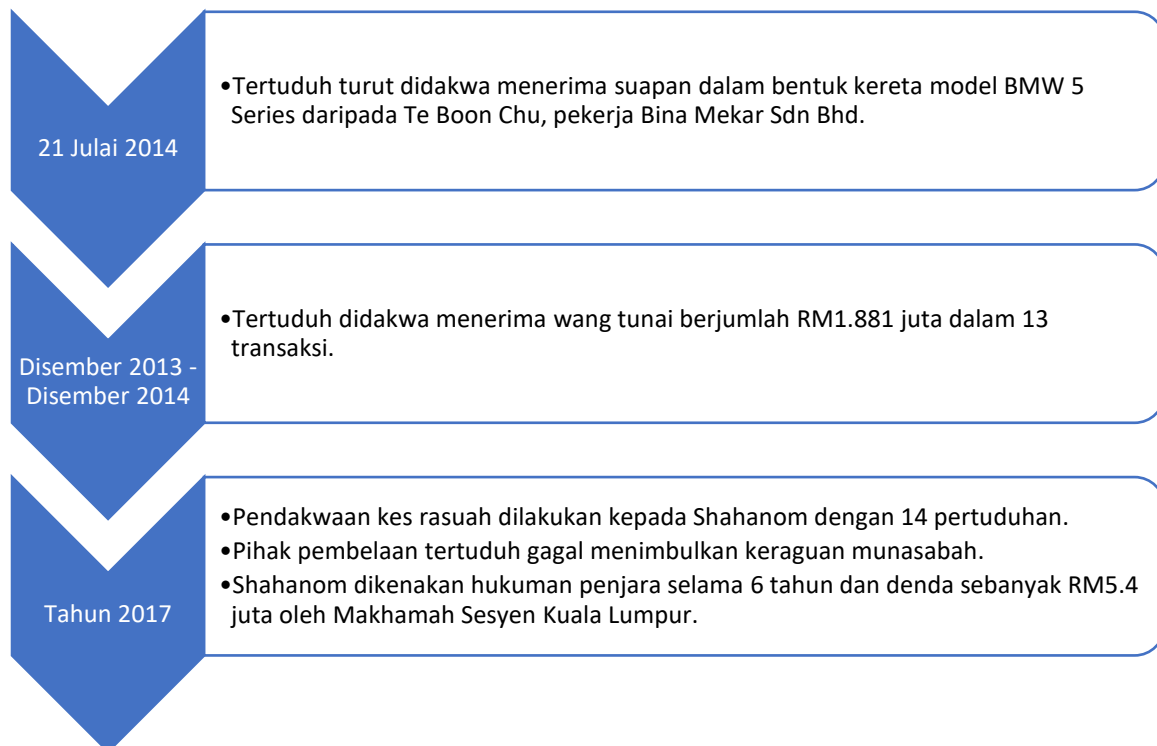 21 Julai 2014
•Tertuduh turut didakwa menerima suapan dalam bentuk kereta model BMW 5
Series daripada Te Boon Chu, pekerja Bina Mekar Sdn Bhd.
Disember 2013 -
Disember 2014
•Tertuduh didakwa menerima wang tunai berjumlah RM1.881 juta dalam 13
transaksi.
Tahun 2017
•Pendakwaan kes rasuah dilakukan kepada Shahanom dengan 14 pertuduhan.
•Pihak pembelaan tertuduh gagal menimbulkan keraguan munasabah.
•Shahanom dikenakan hukuman penjara selama 6 tahun dan denda sebanyak RM5.4
juta oleh Makhamah Sesyen Kuala Lumpur.